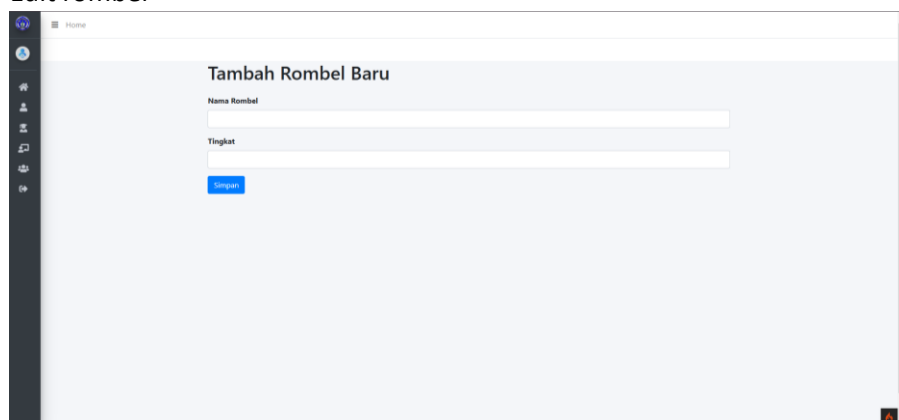 Edit rombel
Home
Tambah Rombel Baru
Nama Rombel
Tingkat
Simpan